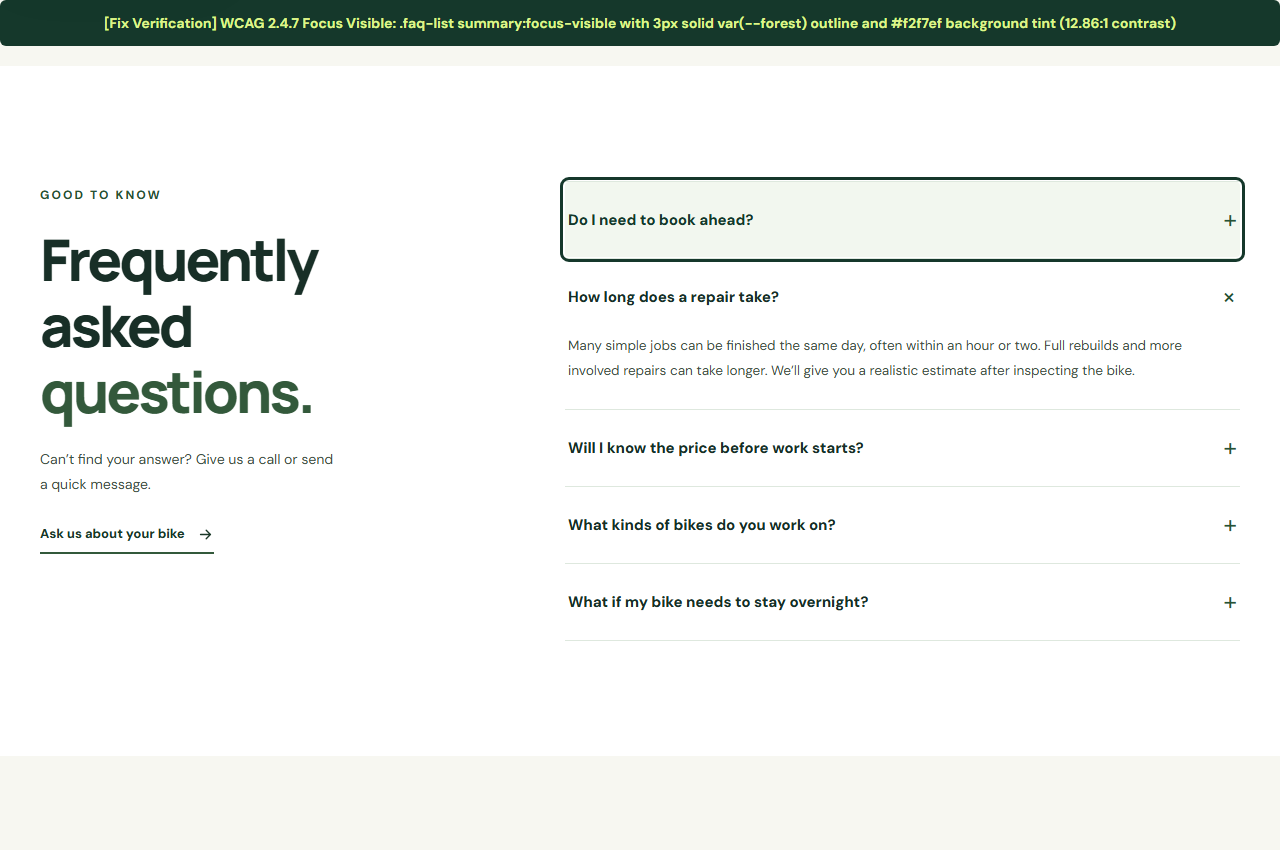 [Fix Verification] WCAG 2.4.7 Focus Visible: .faq-list summary:focus-visible with 3px solid var(--forest) outline and #f2f7ef background tint (12.86:1 contrast)
GOOD TO KNOW
Frequently
asked
questions.
Can’t find your answer? Give us a call or send
a quick message.
Ask us about your bike →
Do I need to book ahead? +
How long does a repair take? ×
Many simple jobs can be finished the same day, often within an hour or two. Full rebuilds and more
involved repairs can take longer. We’ll give you a realistic estimate after inspecting the bike.
Will I know the price before work starts? +
What kinds of bikes do you work on? +
What if my bike needs to stay overnight? +